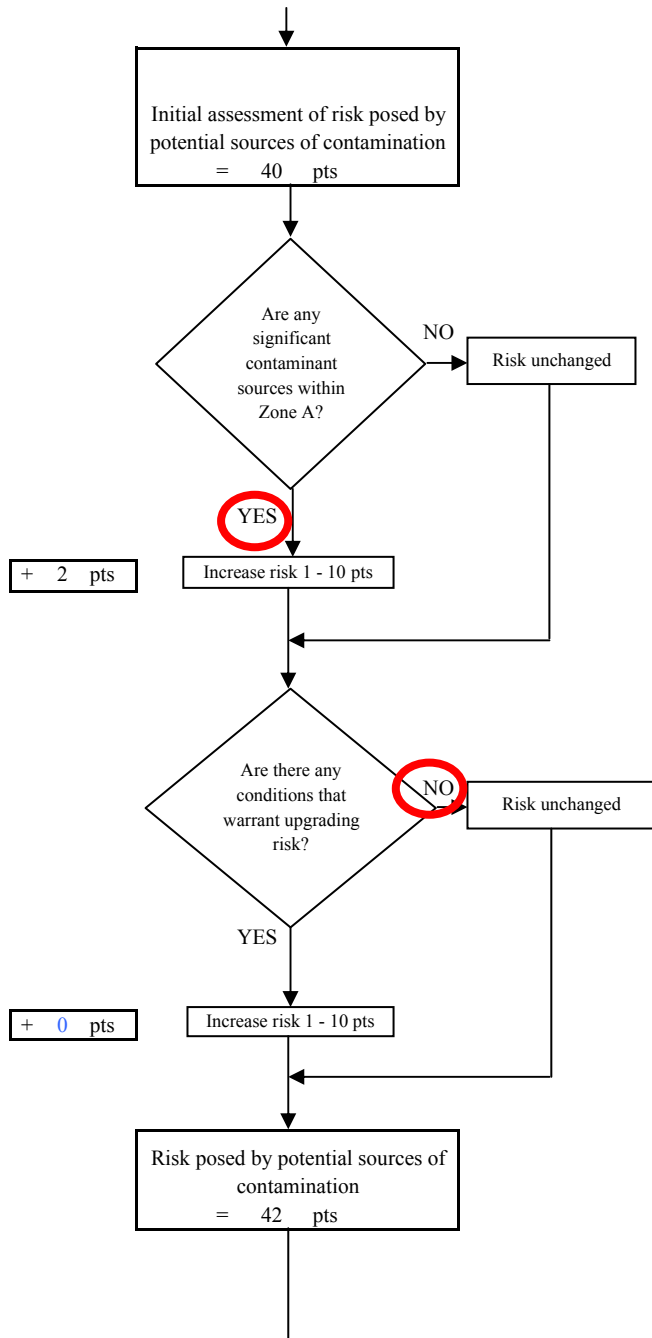 Initial assessment of risk posed by
potential sources of contamination
= 40 pts
Are any
significant
contaminant
sources within
Zone A?
NO
Risk unchanged
YES
+ 2 pts
Increase risk 1 - 10 pts
Are there any
conditions that
warrant upgrading
risk?
NO
Risk unchanged
YES
+ 0 pts
Increase risk 1 - 10 pts
Risk posed by potential sources of
contamination
= 42 pts